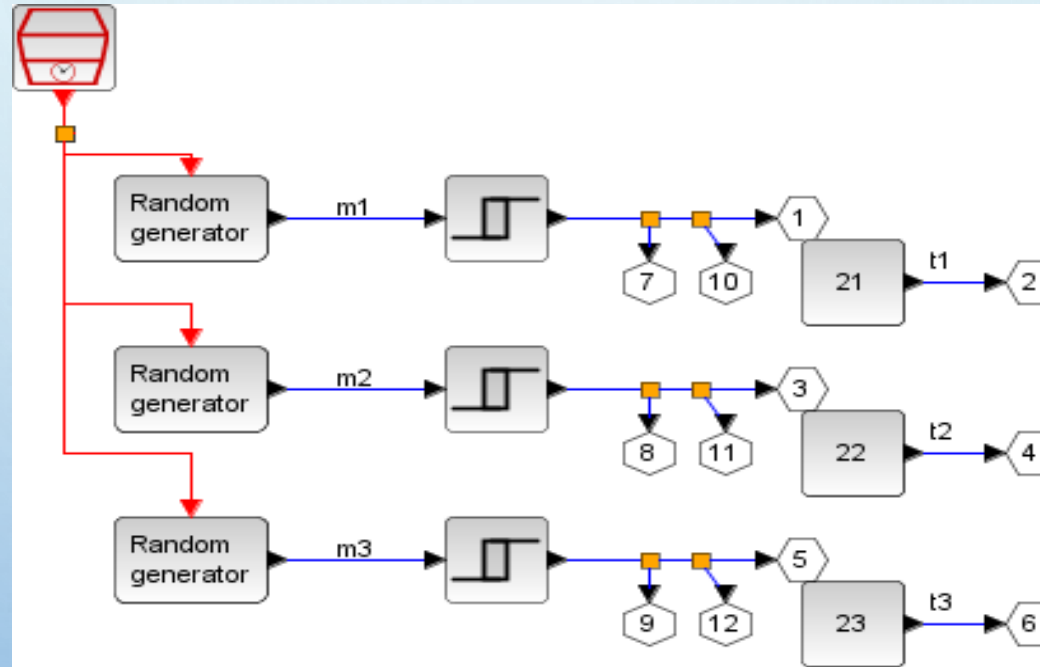 Random
generator
m1
1
7
10
21
t1
2
Random
generator
m2
3
8
11
22
t2
4
Random
generator
m3
5
9
12
23
t3
6